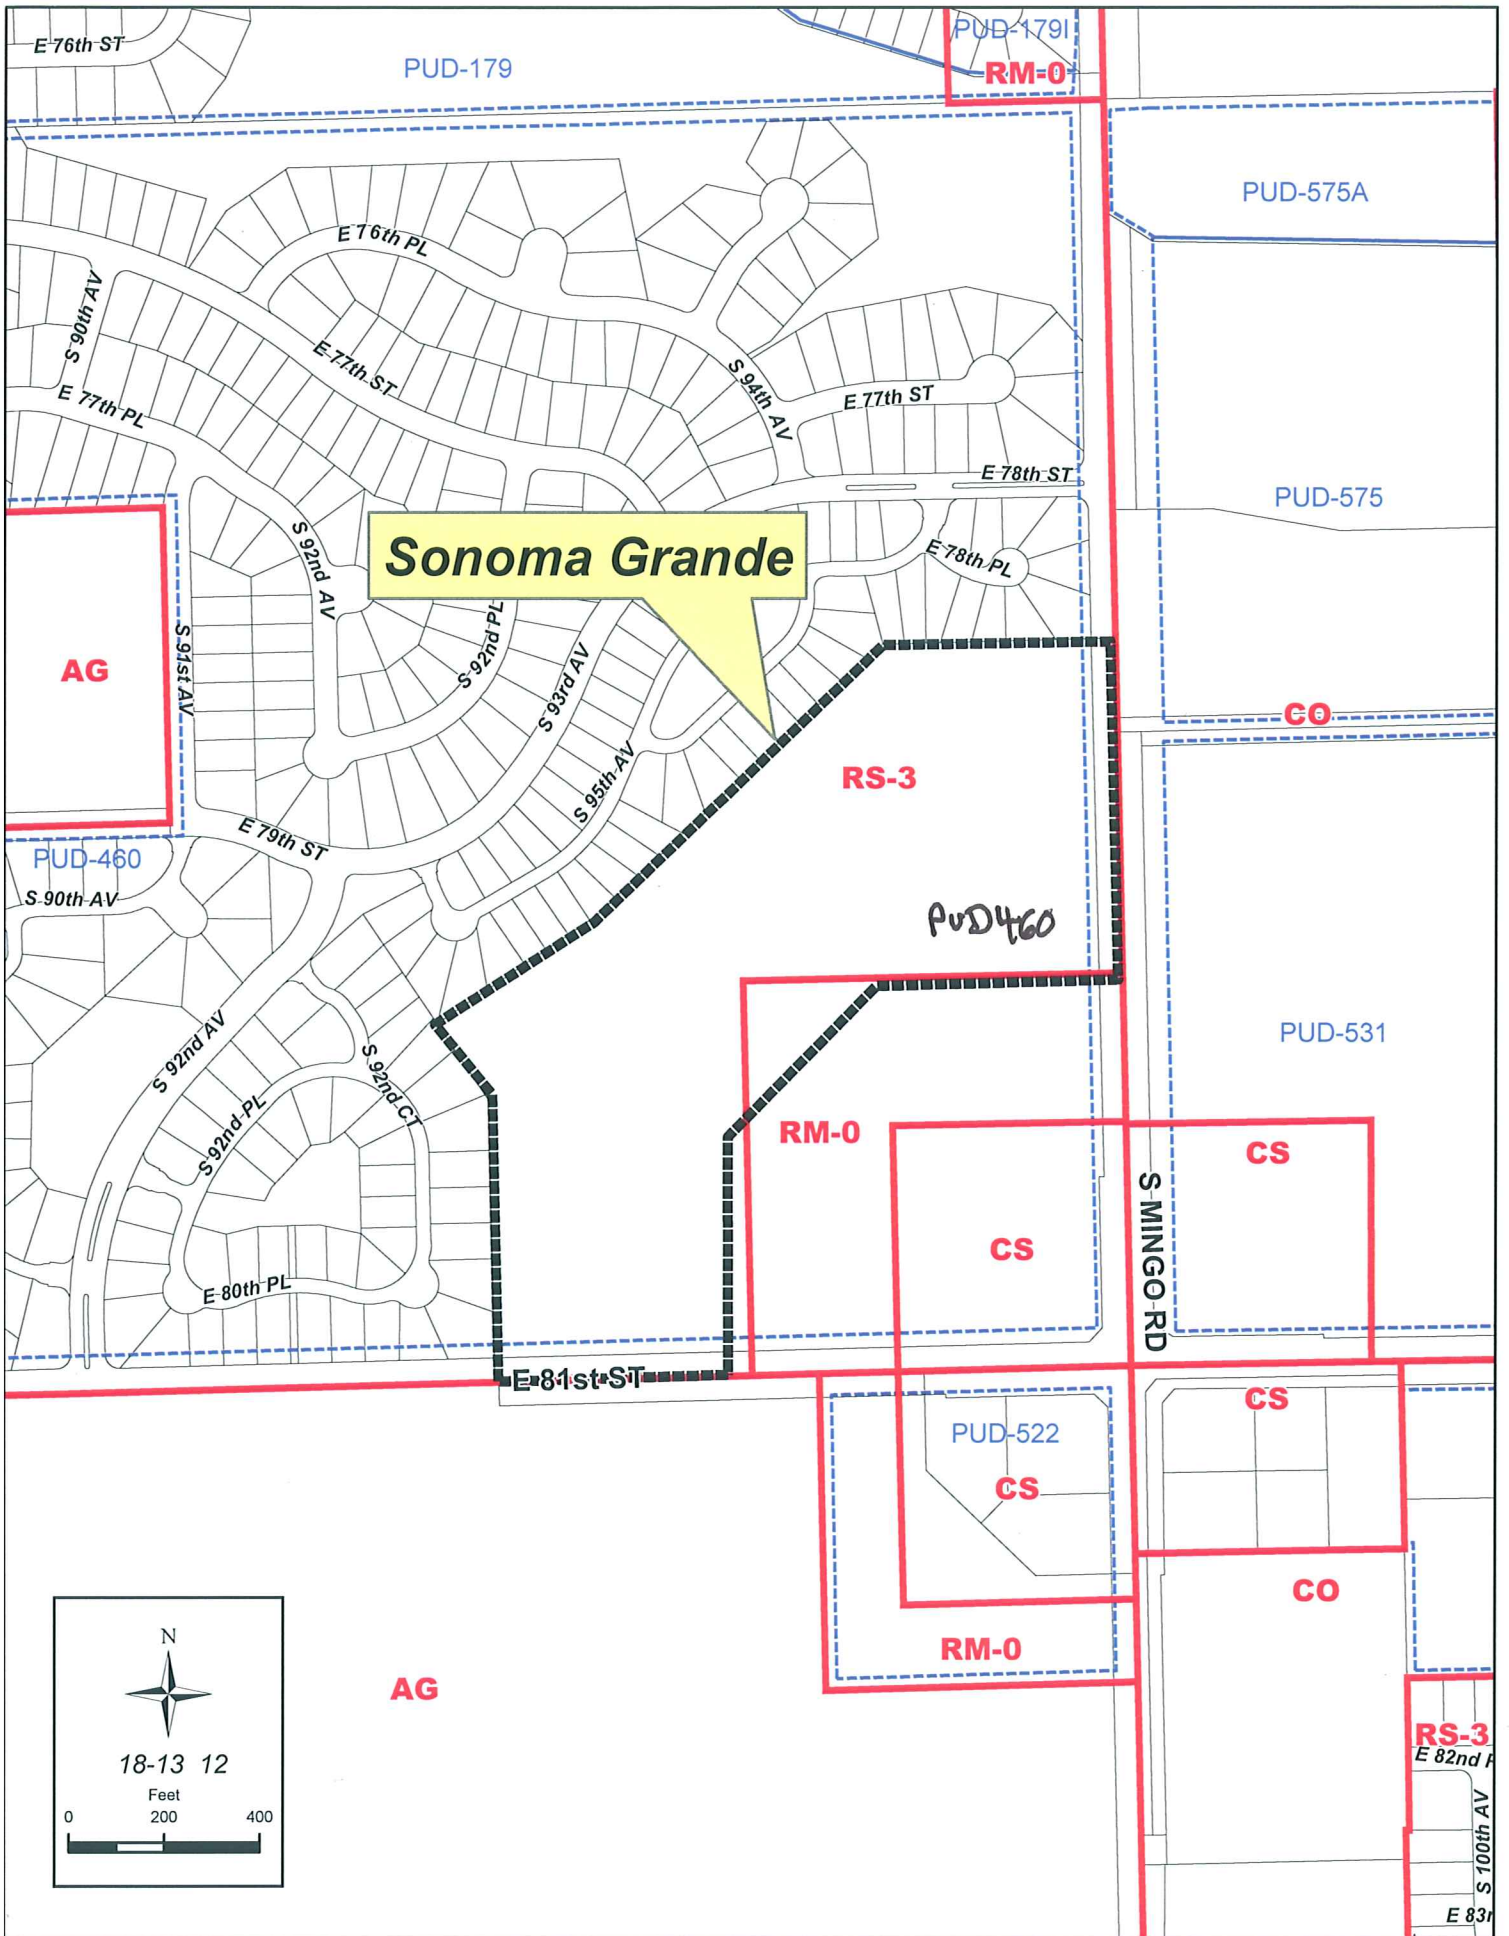 E 76th ST
PUD-179
PUD-179I
RM-0
PUD-575A
E 76th PL
S 90th AV
E 77th ST
S 94th AV
E 77th ST
E 77th PL
E 78th ST
PUD-575
S 92nd AV
Sonoma Grande
E 78th PL
AG
S 91st AV
S 92nd PL
S 93rd AV
CO
RS-3
S 95th AV
E 79th ST
PUD-460
S 90th AV
PUD460
PUD-531
S 92nd AV
S 92nd CT
S 92nd PL
RM-0
CS
CS
S MINGO RD
E 80th PL
E 81st ST
CS
PUD-522
CS
CO
RM-0
AG
N
18-13 12
Feet
0 200 400
RS-3
E 82nd P
S 100th AV
E 83r